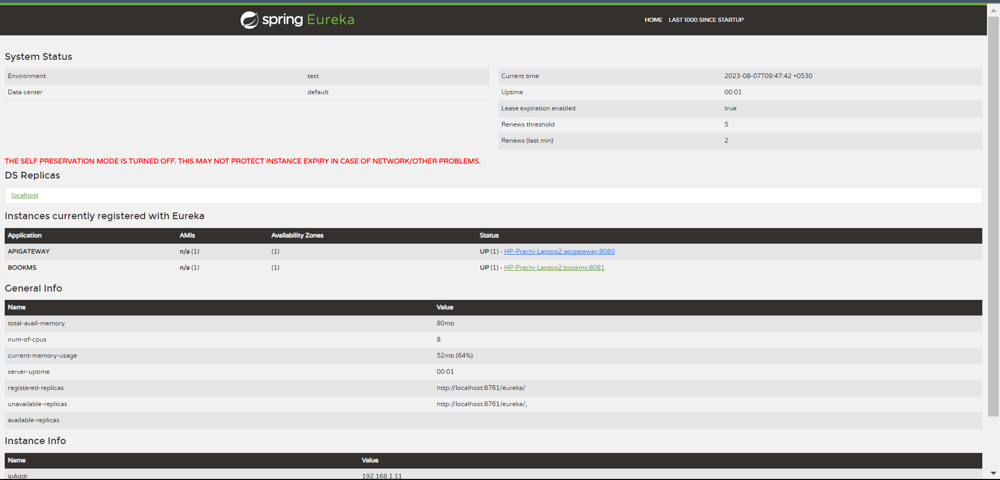 spring Eureka
HOME LAST 1000 SINCE STARTUP
System Status
Environment test
Data center default
Current time 2023-08-07T09:47:42 +0530
Uptime 00:01
Lease expiration enabled true
Renews threshold 5
Renews (last min) 2
THE SELF PRESERVATION MODE IS TURNED OFF. THIS MAY NOT PROTECT INSTANCE EXPIRY IN CASE OF NETWORK/OTHER PROBLEMS.
DS Replicas
localhost
Instances currently registered with Eureka
Application AMIs Availability Zones Status
APIGATEWAY n/a (1) (1) UP (1) - HP-Prachi-Laptop2:apigateway:8080
BOOKMS n/a (1) (1) UP (1) - HP-Prachi-Laptop2:bookms:8081
General Info
Name Value
total-avail-memory 80mb
num-of-cpus 8
current-memory-usage 52mb (64%)
server-uptime 00:01
registered-replicas http://localhost:8761/eureka/
unavailable-replicas http://localhost:8761/eureka/,
available-replicas
Instance Info
Name Value
ipAddr 192.168.1.11